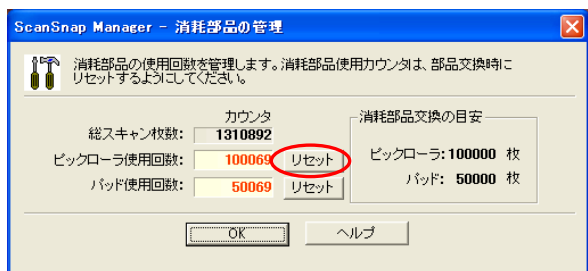 ScanSnap Manager - 消耗部品の管理
消耗部品の使用回数を管理します。消耗部品使用カウンタは、部品交換時に
リセットするようにしてください。
カウンタ
総スキャン枚数: 1310892
ピックローラ使用回数: 100069 リセット
パッド使用回数: 50069 リセット
消耗部品交換の目安
ピックローラ: 100000 枚
パッド: 50000 枚
OK
ヘルプ